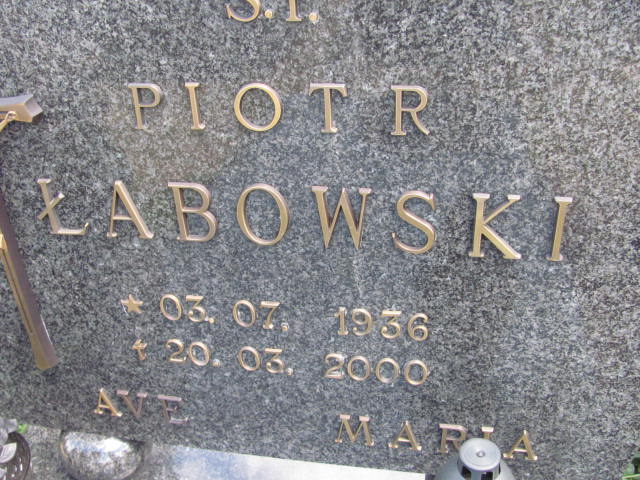 Ś.P.
PIOTR
ŁABOWSKI
★ 03. 07. 1936
✝ 20. 03. 2000
AVE MARIA